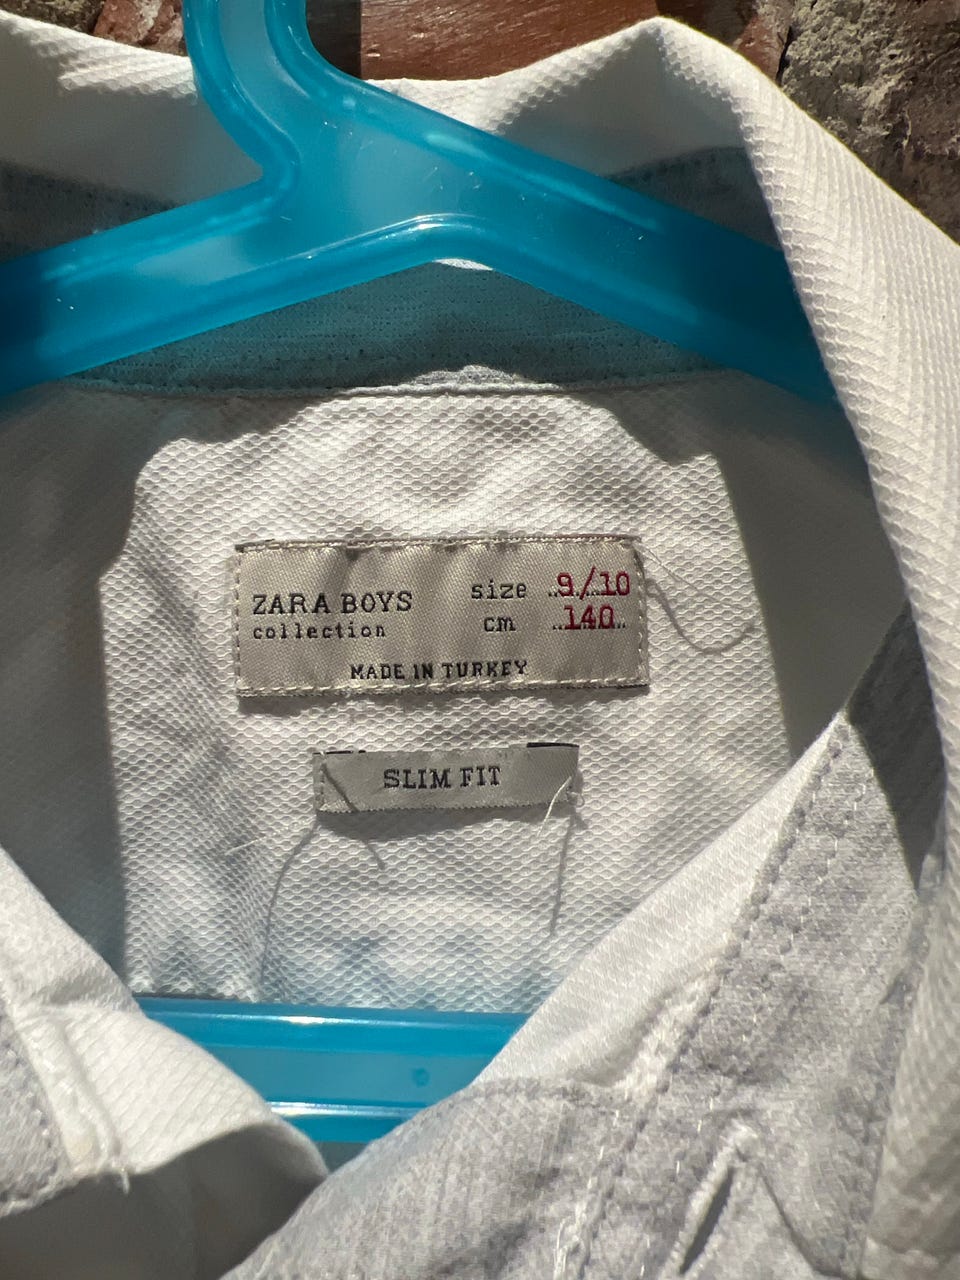 ZARA BOYS size 9/10
collection cm 140
MADE IN TURKEY
SLIM FIT